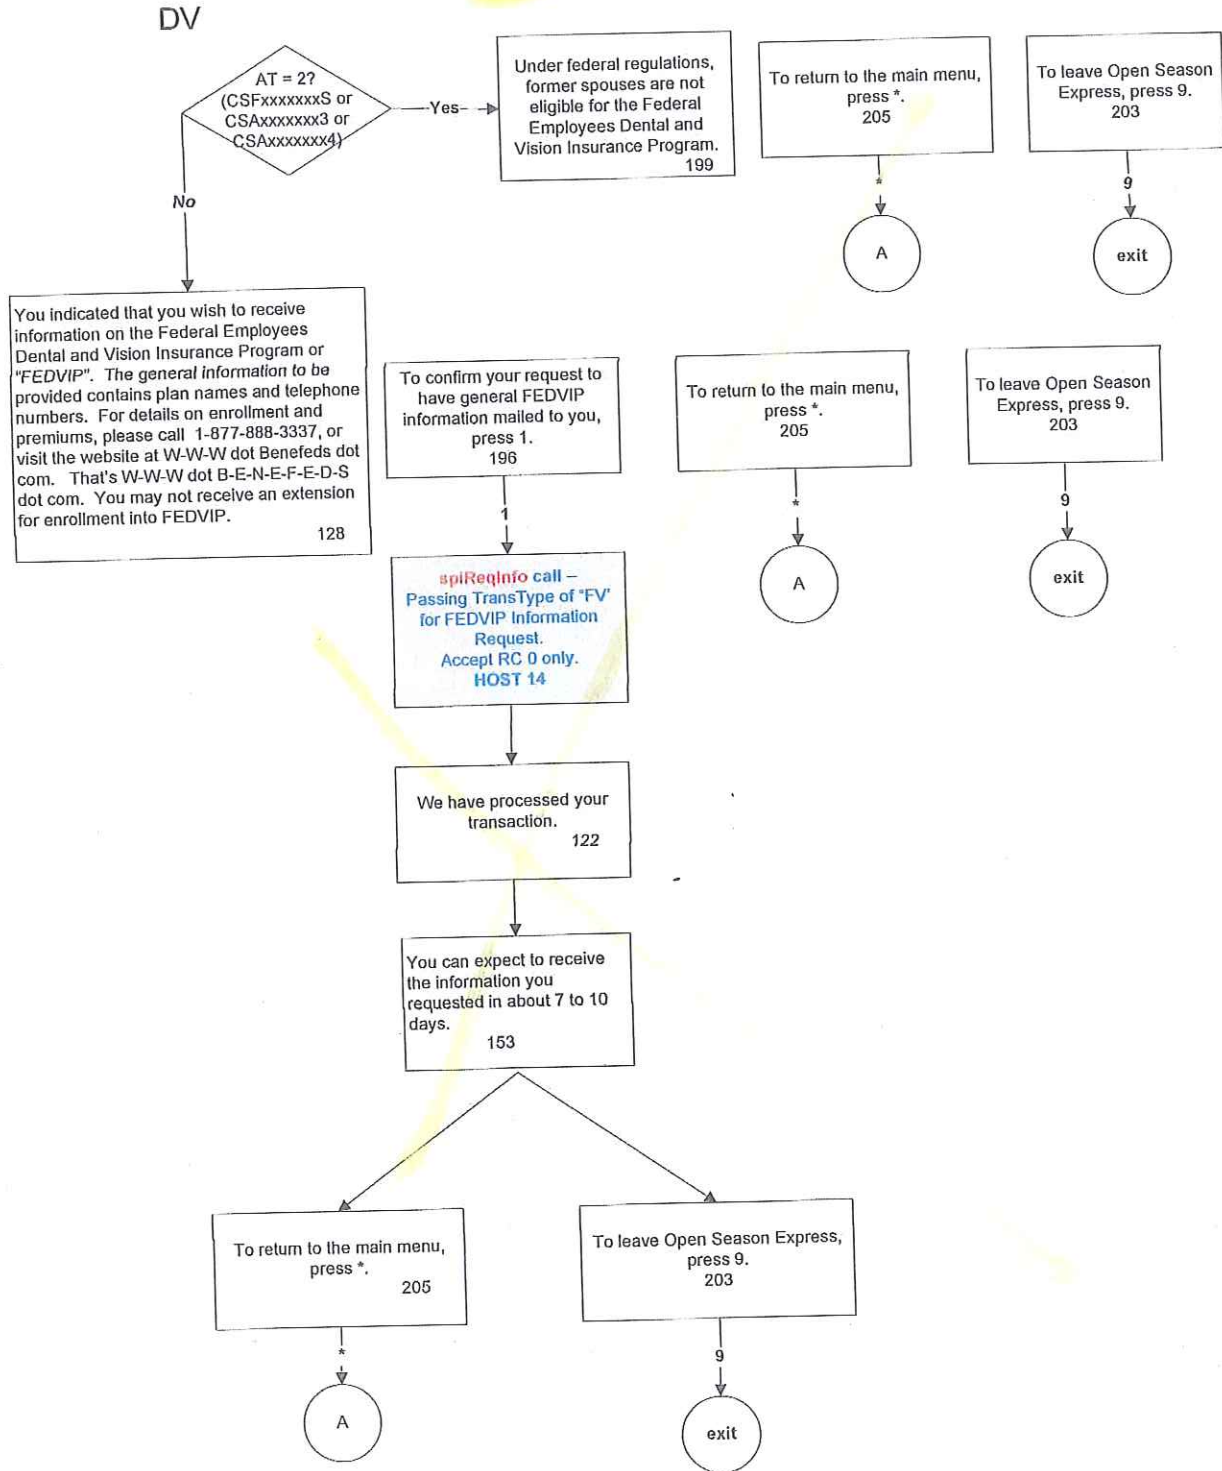 DV
AT = 2?
(CSFxxxxxxxS or
CSAxxxxxxx3 or
CSAxxxxxxx4)
Yes
No
Under federal regulations,
former spouses are not
eligible for the Federal
Employees Dental and
Vision Insurance Program.
199
To return to the main menu,
press *.
205
*
A
To leave Open Season
Express, press 9.
203
9
exit
You indicated that you wish to receive
information on the Federal Employees
Dental and Vision Insurance Program or
"FEDVIP". The general information to be
provided contains plan names and telephone
numbers. For details on enrollment and
premiums, please call 1-877-888-3337, or
visit the website at W-W-W dot Benefeds dot
com. That's W-W-W dot B-E-N-E-F-E-D-S
dot com. You may not receive an extension
for enrollment into FEDVIP.
128
To confirm your request to
have general FEDVIP
information mailed to you,
press 1.
196
1
To return to the main menu,
press *.
205
*
A
To leave Open Season
Express, press 9.
203
9
exit
spiReqInfo call –
Passing TransType of "FV'
for FEDVIP Information
Request.
Accept RC 0 only.
HOST 14
We have processed your
transaction.
122
You can expect to receive
the information you
requested in about 7 to 10
days.
153
To return to the main menu,
press *.
205
*
A
To leave Open Season Express,
press 9.
203
9
exit